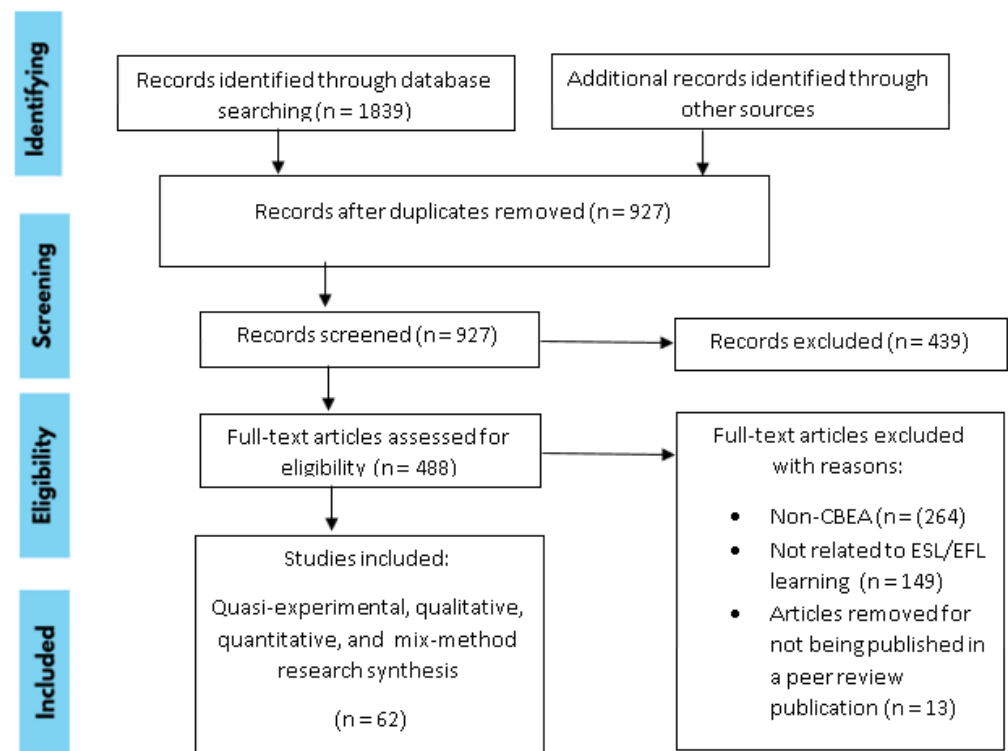 Identifying
Records identified through database
searching (n = 1839)
Additional records identified through
other sources
Records after duplicates removed (n = 927)
Screening
Records screened (n = 927)
Records excluded (n = 439)
Eligibility
Full-text articles assessed for
eligibility (n = 488)
Full-text articles excluded
with reasons:
• Non-CBEA (n = (264)
• Not related to ESL/EFL
learning (n = 149)
• Articles removed for
not being published in
a peer review
publication (n = 13)
Included
Studies included:
Quasi-experimental, qualitative,
quantitative, and mix-method
research synthesis
(n = 62)